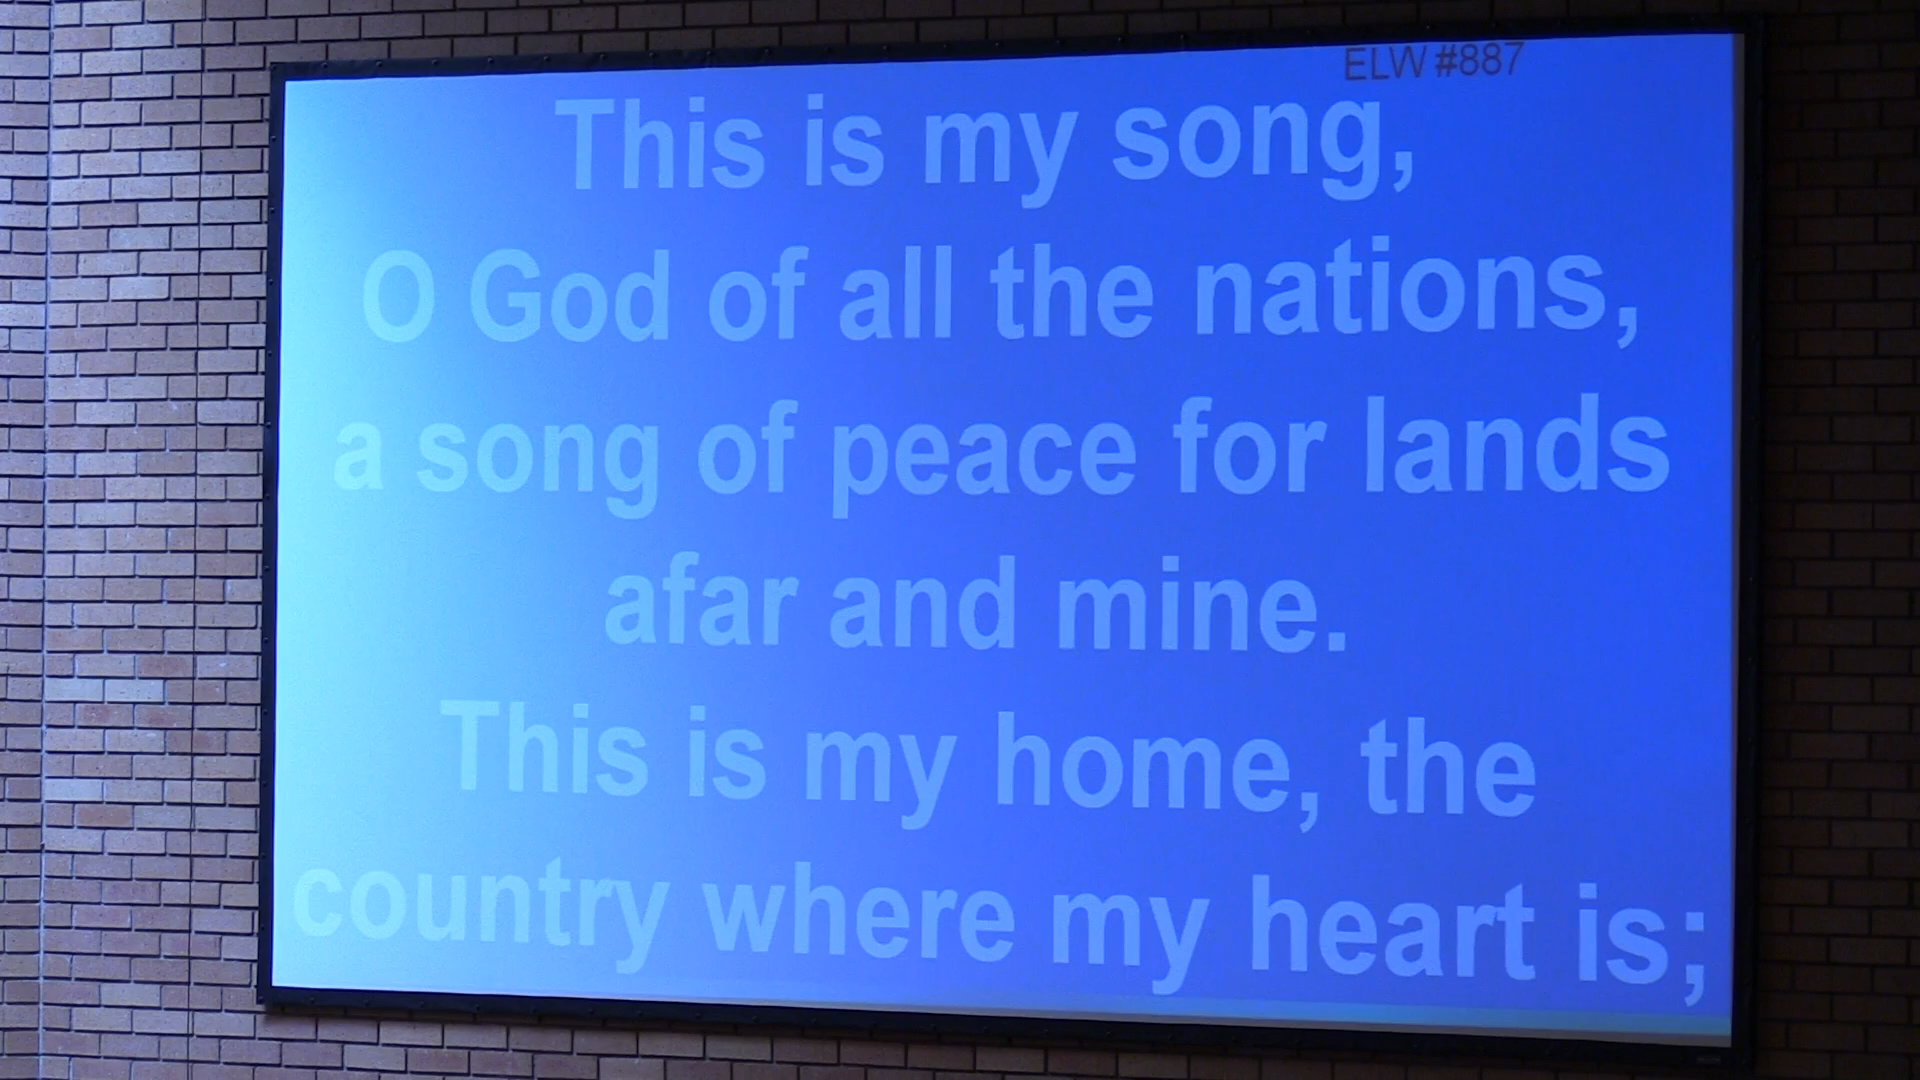 ELW #887
This is my song,
O God of all the nations,
a song of peace for lands
afar and mine.
This is my home, the
country where my heart is;